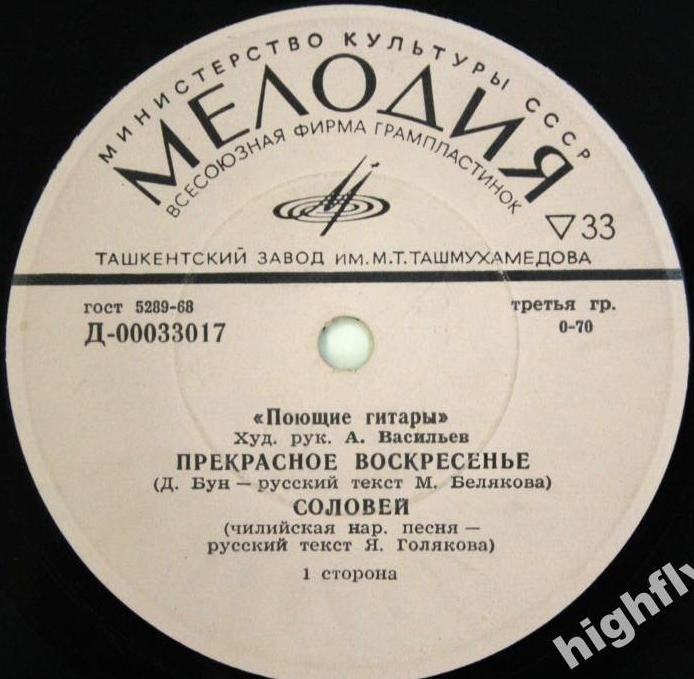 МИНИСТЕРСТВО КУЛЬТУРЫ СССР
МЕЛОДИЯ
ВСЕСОЮЗНАЯ ФИРМА ГРАМПЛАСТИНОК
▽33
ТАШКЕНТСКИЙ ЗАВОД ИМ.М.Т.ТАШМУХАМЕДОВА
гост 5289-68
третья гр.
Д-00033017
0-70
«Поющие гитары»
Худ. рук. А. Васильев
ПРЕКРАСНОЕ ВОСКРЕСЕНЬЕ
(Д. Бун — русский текст М. Белякова)
СОЛОВЕЙ
(чилийская нар. песня —
русский текст Я. Голякова)
1 сторона
highfly